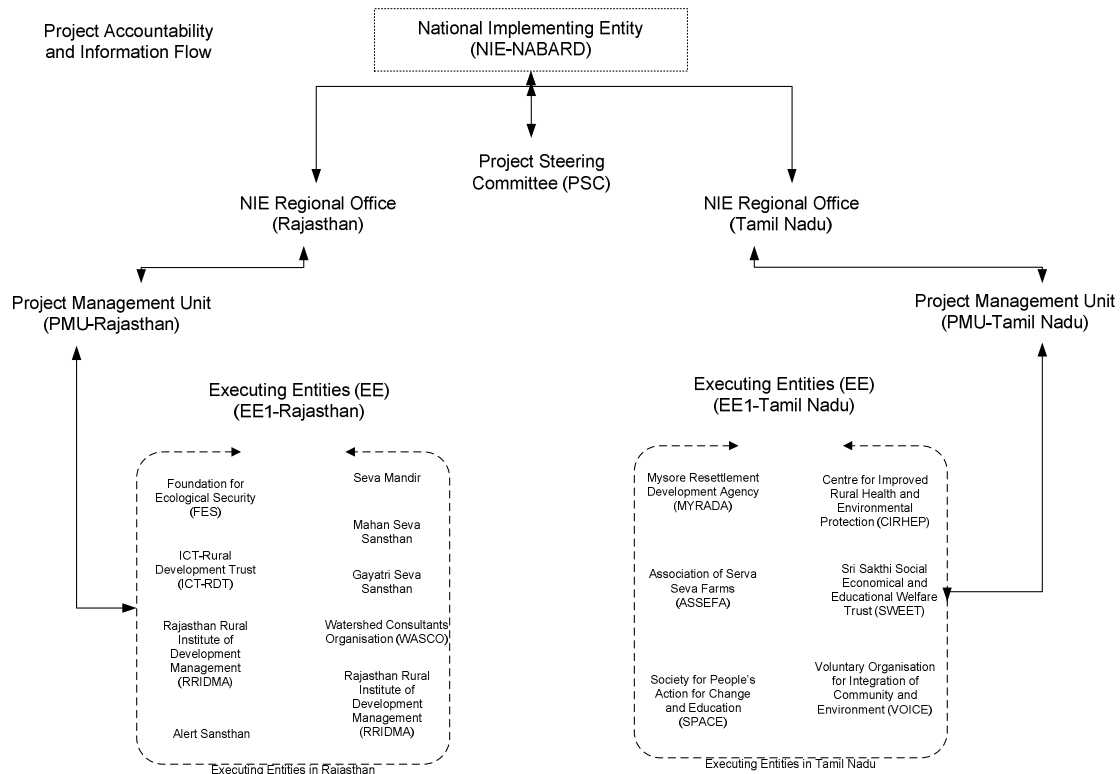 Project Accountability
and Information Flow
National Implementing Entity
(NIE-NABARD)
Project Steering
Committee (PSC)
NIE Regional Office
(Rajasthan)
NIE Regional Office
(Tamil Nadu)
Project Management Unit
(PMU-Rajasthan)
Project Management Unit
(PMU-Tamil Nadu)
Executing Entities (EE)
(EE1-Rajasthan)
Foundation for
Ecological Security
(FES)
ICT-Rural
Development Trust
(ICT-RDT)
Rajasthan Rural
Institute of
Development
Management
(RRIDMA)
Alert Sansthan
Seva Mandir
Mahan Seva
Sansthan
Gayatri Seva
Sansthan
Watershed Consultants
Organisation (WASCO)
Rajasthan Rural
Institute of
Development
Management
(RRIDMA)
Executing Entities in Rajasthan
Executing Entities (EE)
(EE1-Tamil Nadu)
Mysore Resettlement
Development Agency
(MYRADA)
Association of Serva
Seva Farms
(ASSEFA)
Society for People's
Action for Change
and Education
(SPACE)
Centre for Improved
Rural Health and
Environmental
Protection (CIRHEP)
Sri Sakthi Social
Economical and
Educational Welfare
Trust (SWEET)
Voluntary Organisation
for Integration of
Community and
Environment (VOICE)
Executing Entities in Tamil Nadu